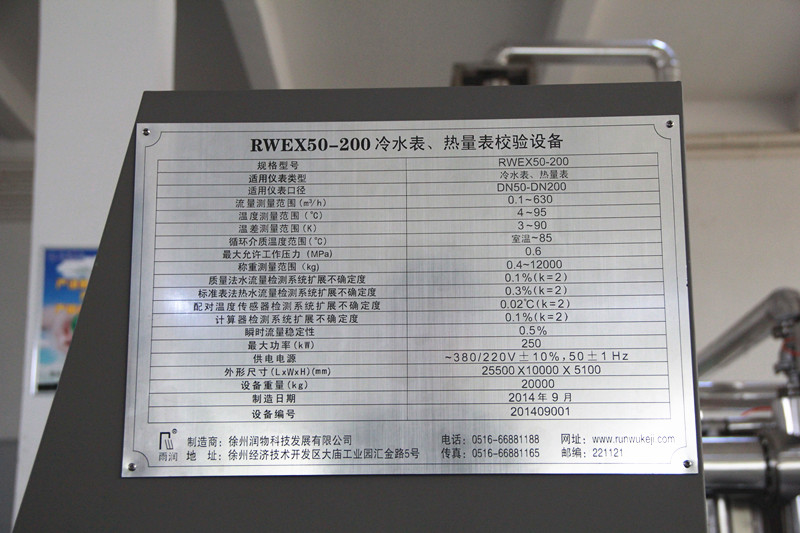 RWEX50-200 冷水表、热量表校验设备
规格型号 RWEX50-200
适用仪表类型 冷水表、热量表
适用仪表口径 DN50-DN200
流量测量范围(m³/h) 0.1~630
温度测量范围(℃) 4~95
温差测量范围(K) 3~90
循环介质温度范围(℃) 室温~85
最大允许工作压力(MPa) 0.6
称重测量范围(kg) 0.4~12000
质量法水流量检测系统扩展不确定度 0.1%(k=2)
标准表法热水流量检测系统扩展不确定度 0.3%(k=2)
配对温度传感器检测系统扩展不确定度 0.02℃(k=2)
计算器检测系统扩展不确定度 0.1%(k=2)
瞬时流量稳定性 0.5%
最大功率(kW) 250
供电电源 ~380/220V±10%,50±1Hz
外形尺寸(LxWxH)(mm) 25500X10000X5100
设备重量(kg) 20000
制造日期 2014年9月
设备编号 201409001
雨润®
制造商：徐州润物科技发展有限公司 电话：0516-66881188 网址：www.runwukeji.com
地 址：徐州经济技术开发区大庙工业园汇金路5号 传真：0516-66881165 邮编：221121